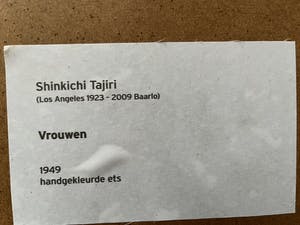 Shinkichi Tajiri
(Los Angeles 1923 - 2009 Baarlo)
Vrouwen
1949
handgekleurde ets